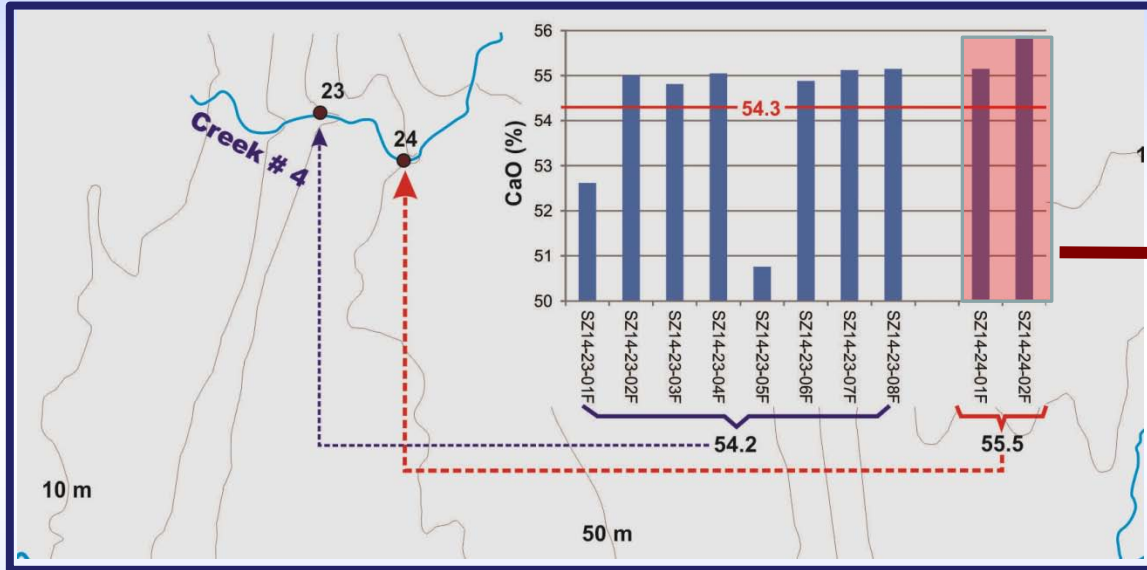 23
24
Creek # 4
10 m
50 m
1
CaO (%)
56
55
54
53
52
51
50
54.3
SZ14-23-01F
SZ14-23-02F
SZ14-23-03F
SZ14-23-04F
SZ14-23-05F
SZ14-23-06F
SZ14-23-07F
SZ14-23-08F
SZ14-24-01F
SZ14-24-02F
54.2
55.5